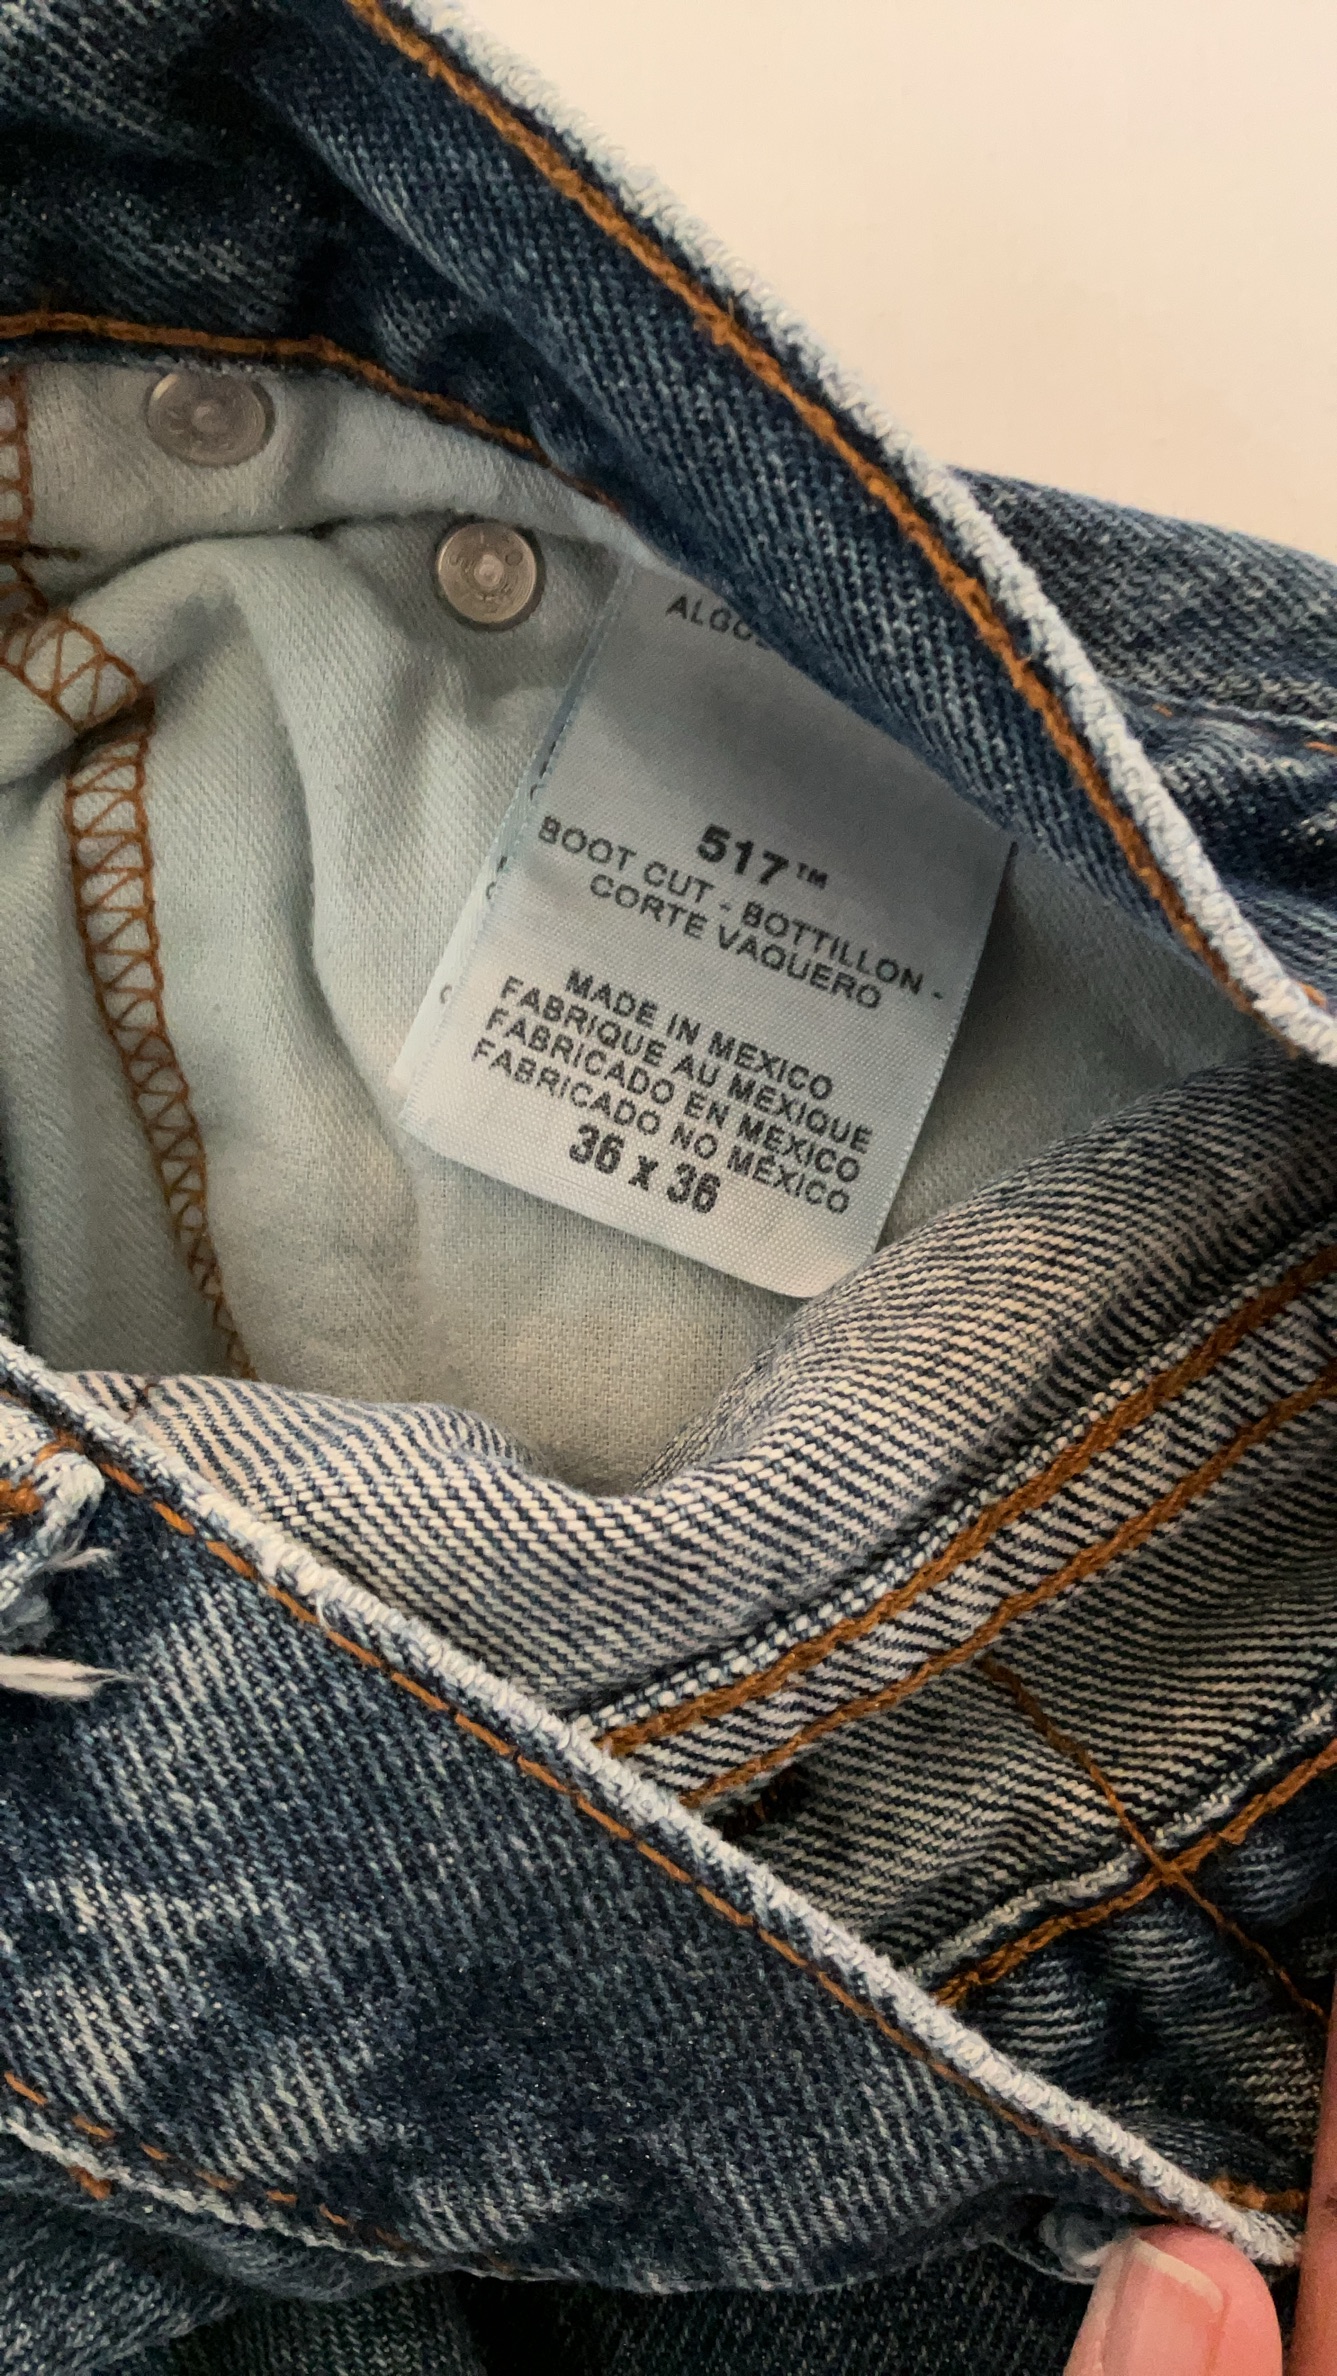 517™
BOOT CUT - BOTTILLON -
CORTE VAQUERO
MADE IN MEXICO
FABRIQUE AU MEXIQUE
FABRICADO EN MEXICO
FABRICADO NO MÉXICO
36 x 36